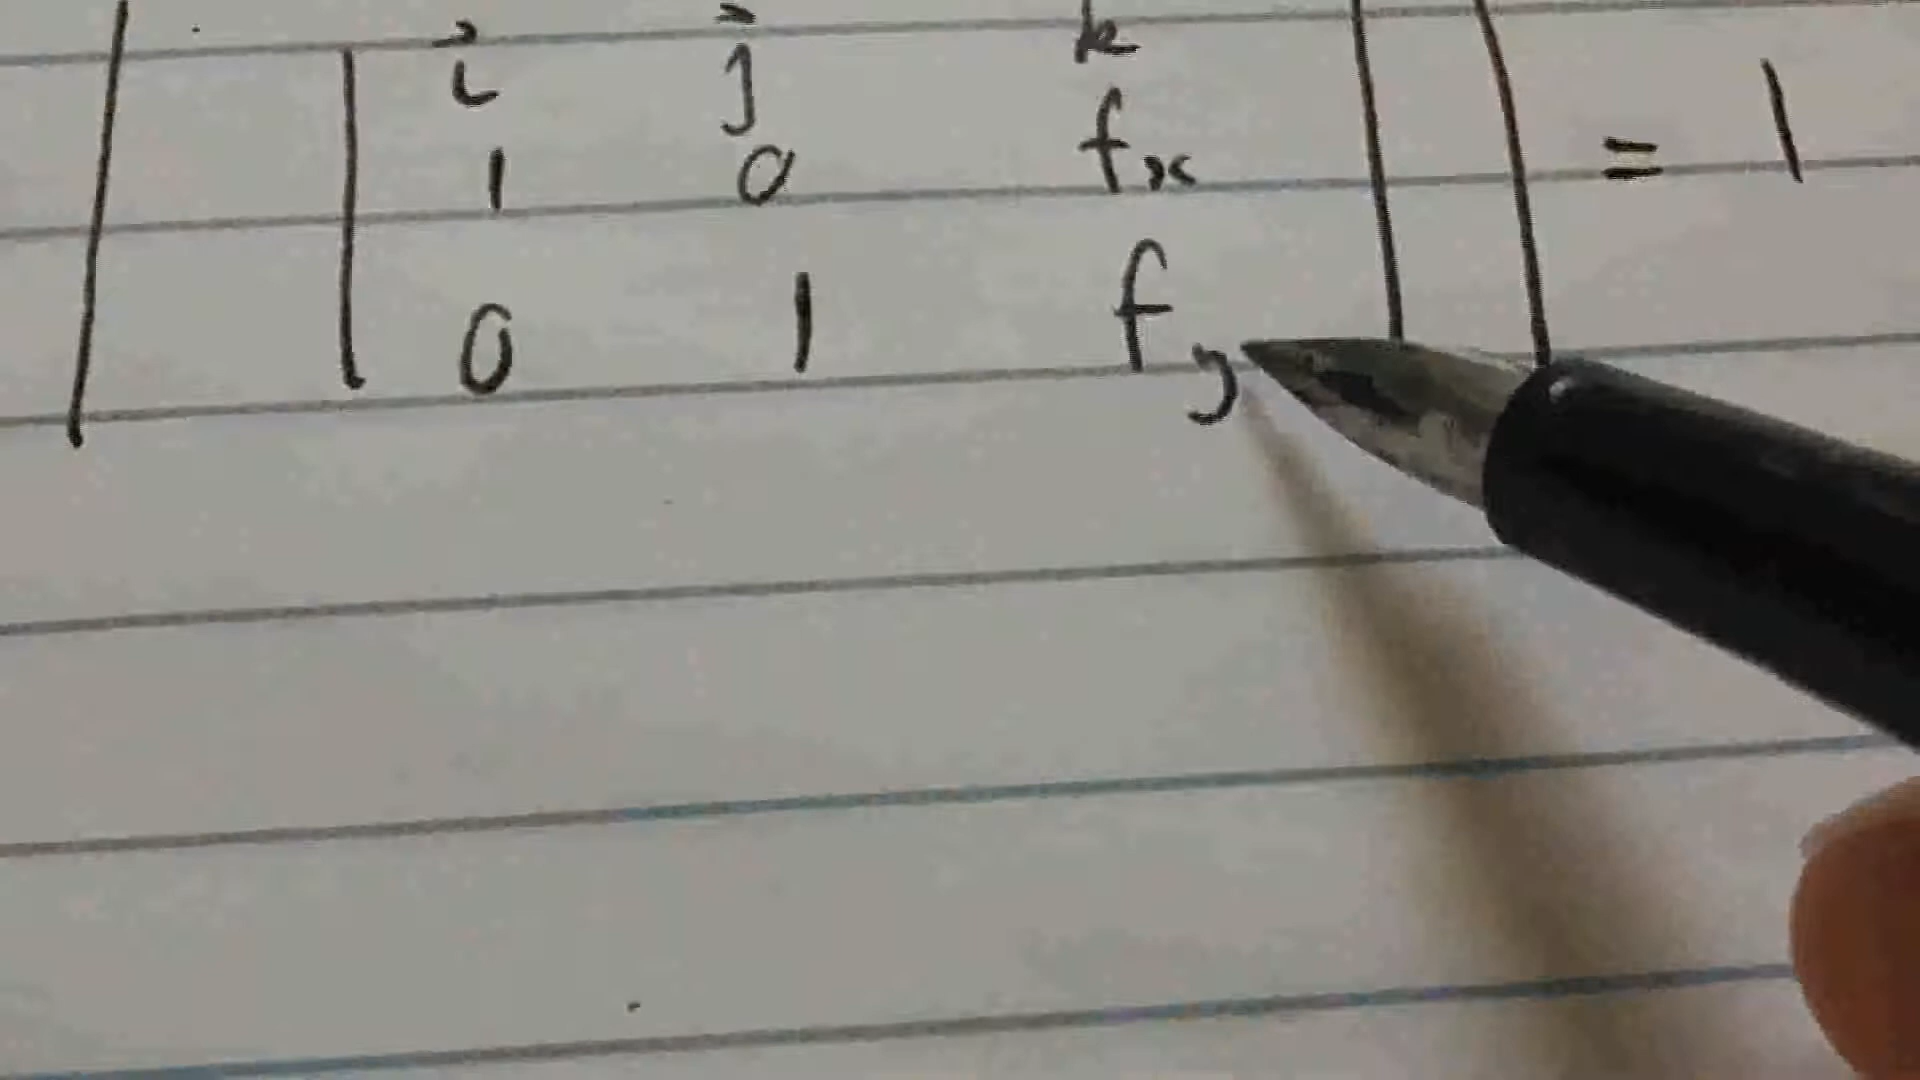 | | i⃗ j⃗ k | | = 1
1 0 fx
0 1 fy